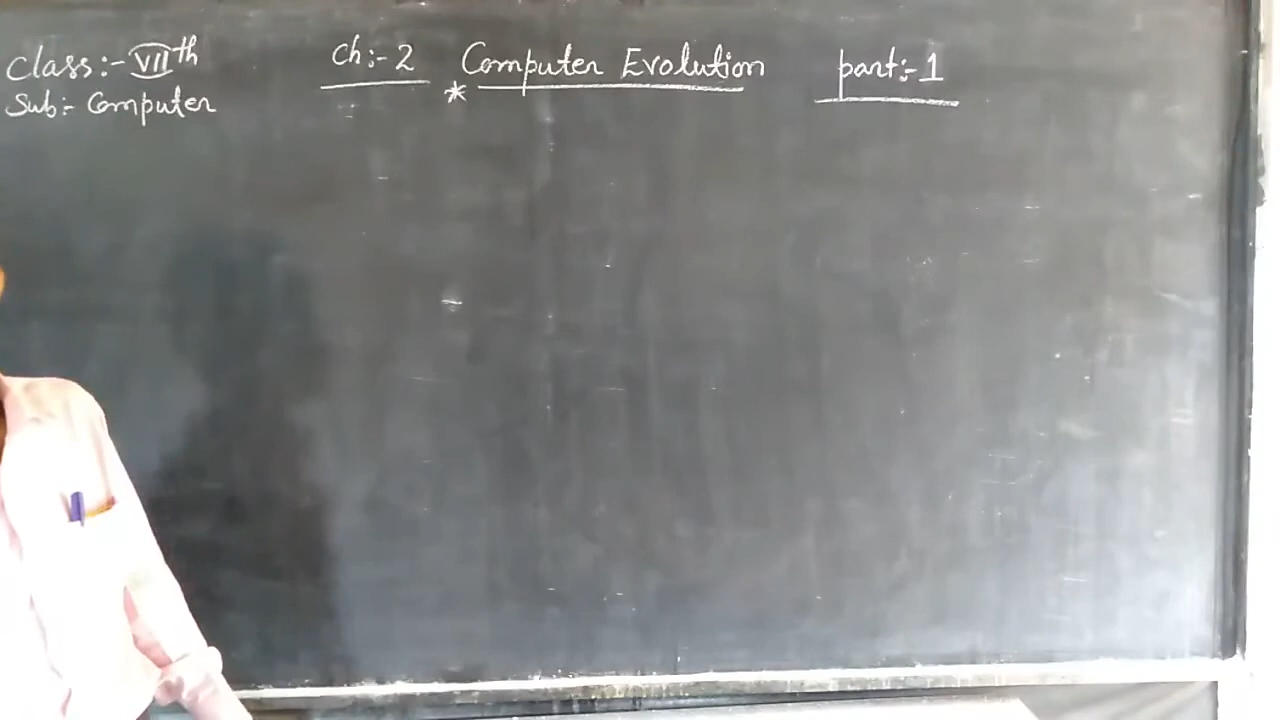 class:- VIIth
Sub:- Computer
ch:- 2
* Computer Evolution
part:- 1